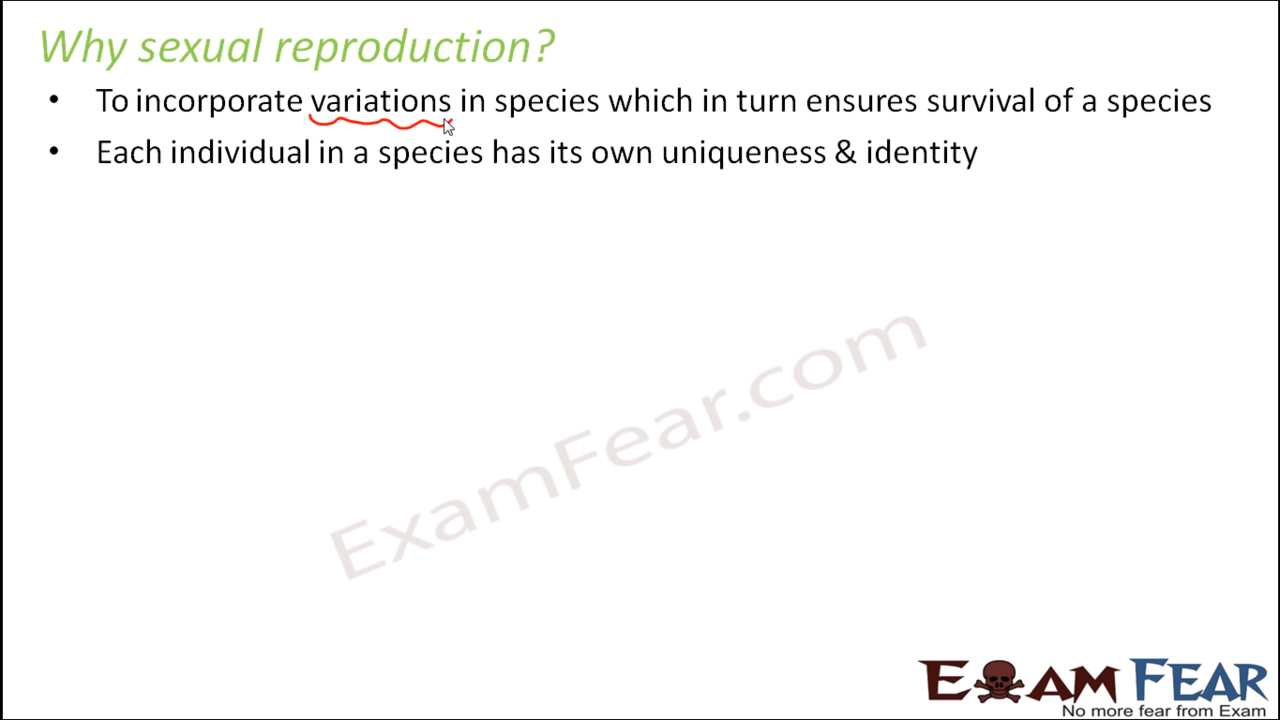 Why sexual reproduction?
• To incorporate variations in species which in turn ensures survival of a species
• Each individual in a species has its own uniqueness & identity
ExamFear.com
EXAM FEAR
No more fear from Exam